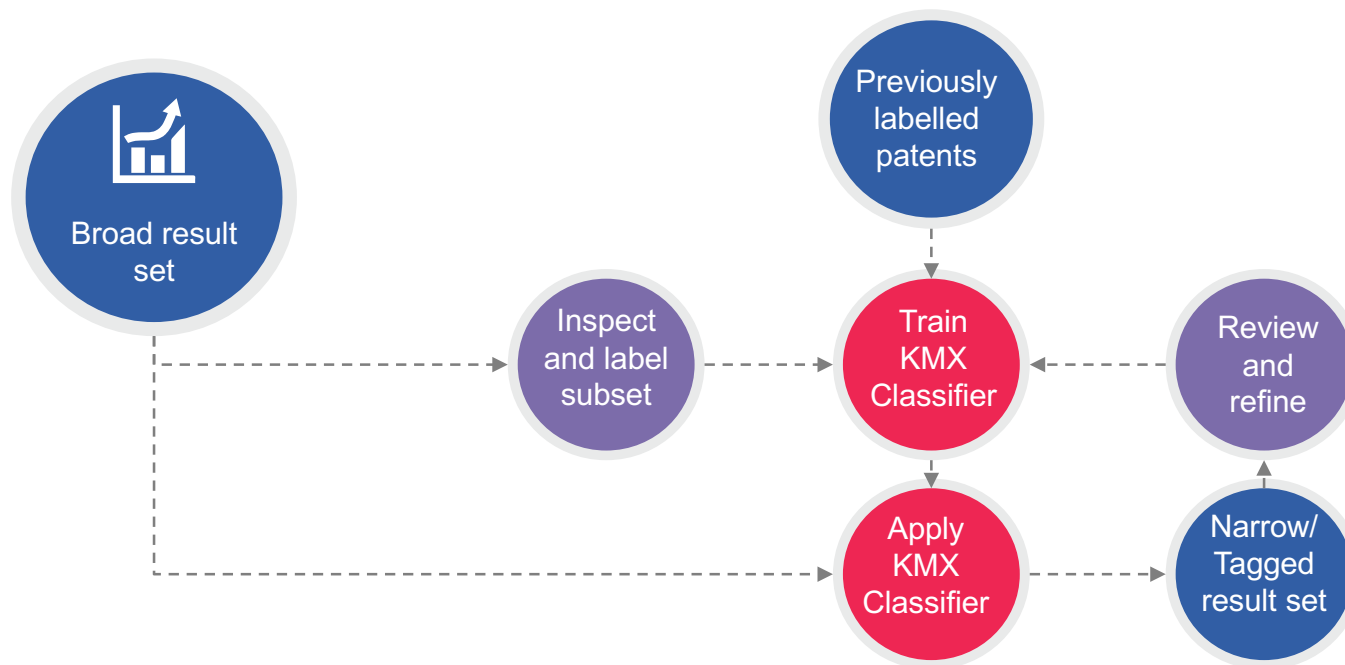 Previously
labelled
patents
Broad result
set
Inspect
and label
subset
Train
KMX
Classifier
Review
and
refine
Apply
KMX
Classifier
Narrow/
Tagged
result set